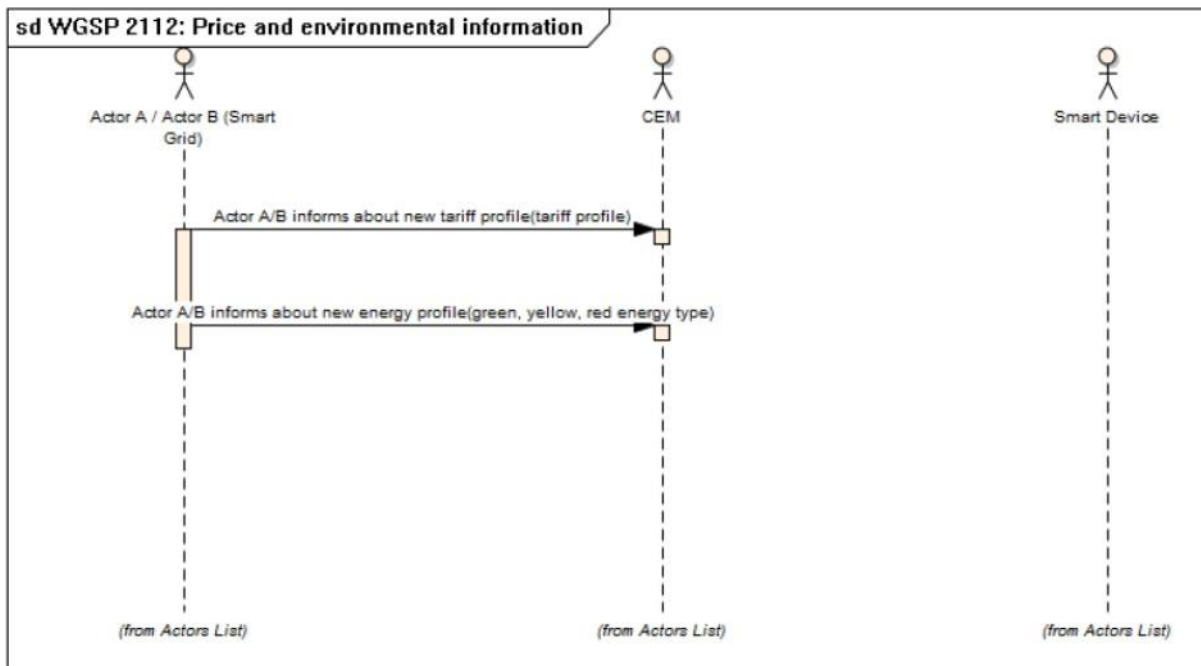 sd WGSP 2112: Price and environmental information
Actor A / Actor B (Smart
Grid)
CEM
Smart Device
Actor A/B informs about new tariff profile(tariff profile)
Actor A/B informs about new energy profile(green, yellow, red energy type)
(from Actors List)
(from Actors List)
(from Actors List)